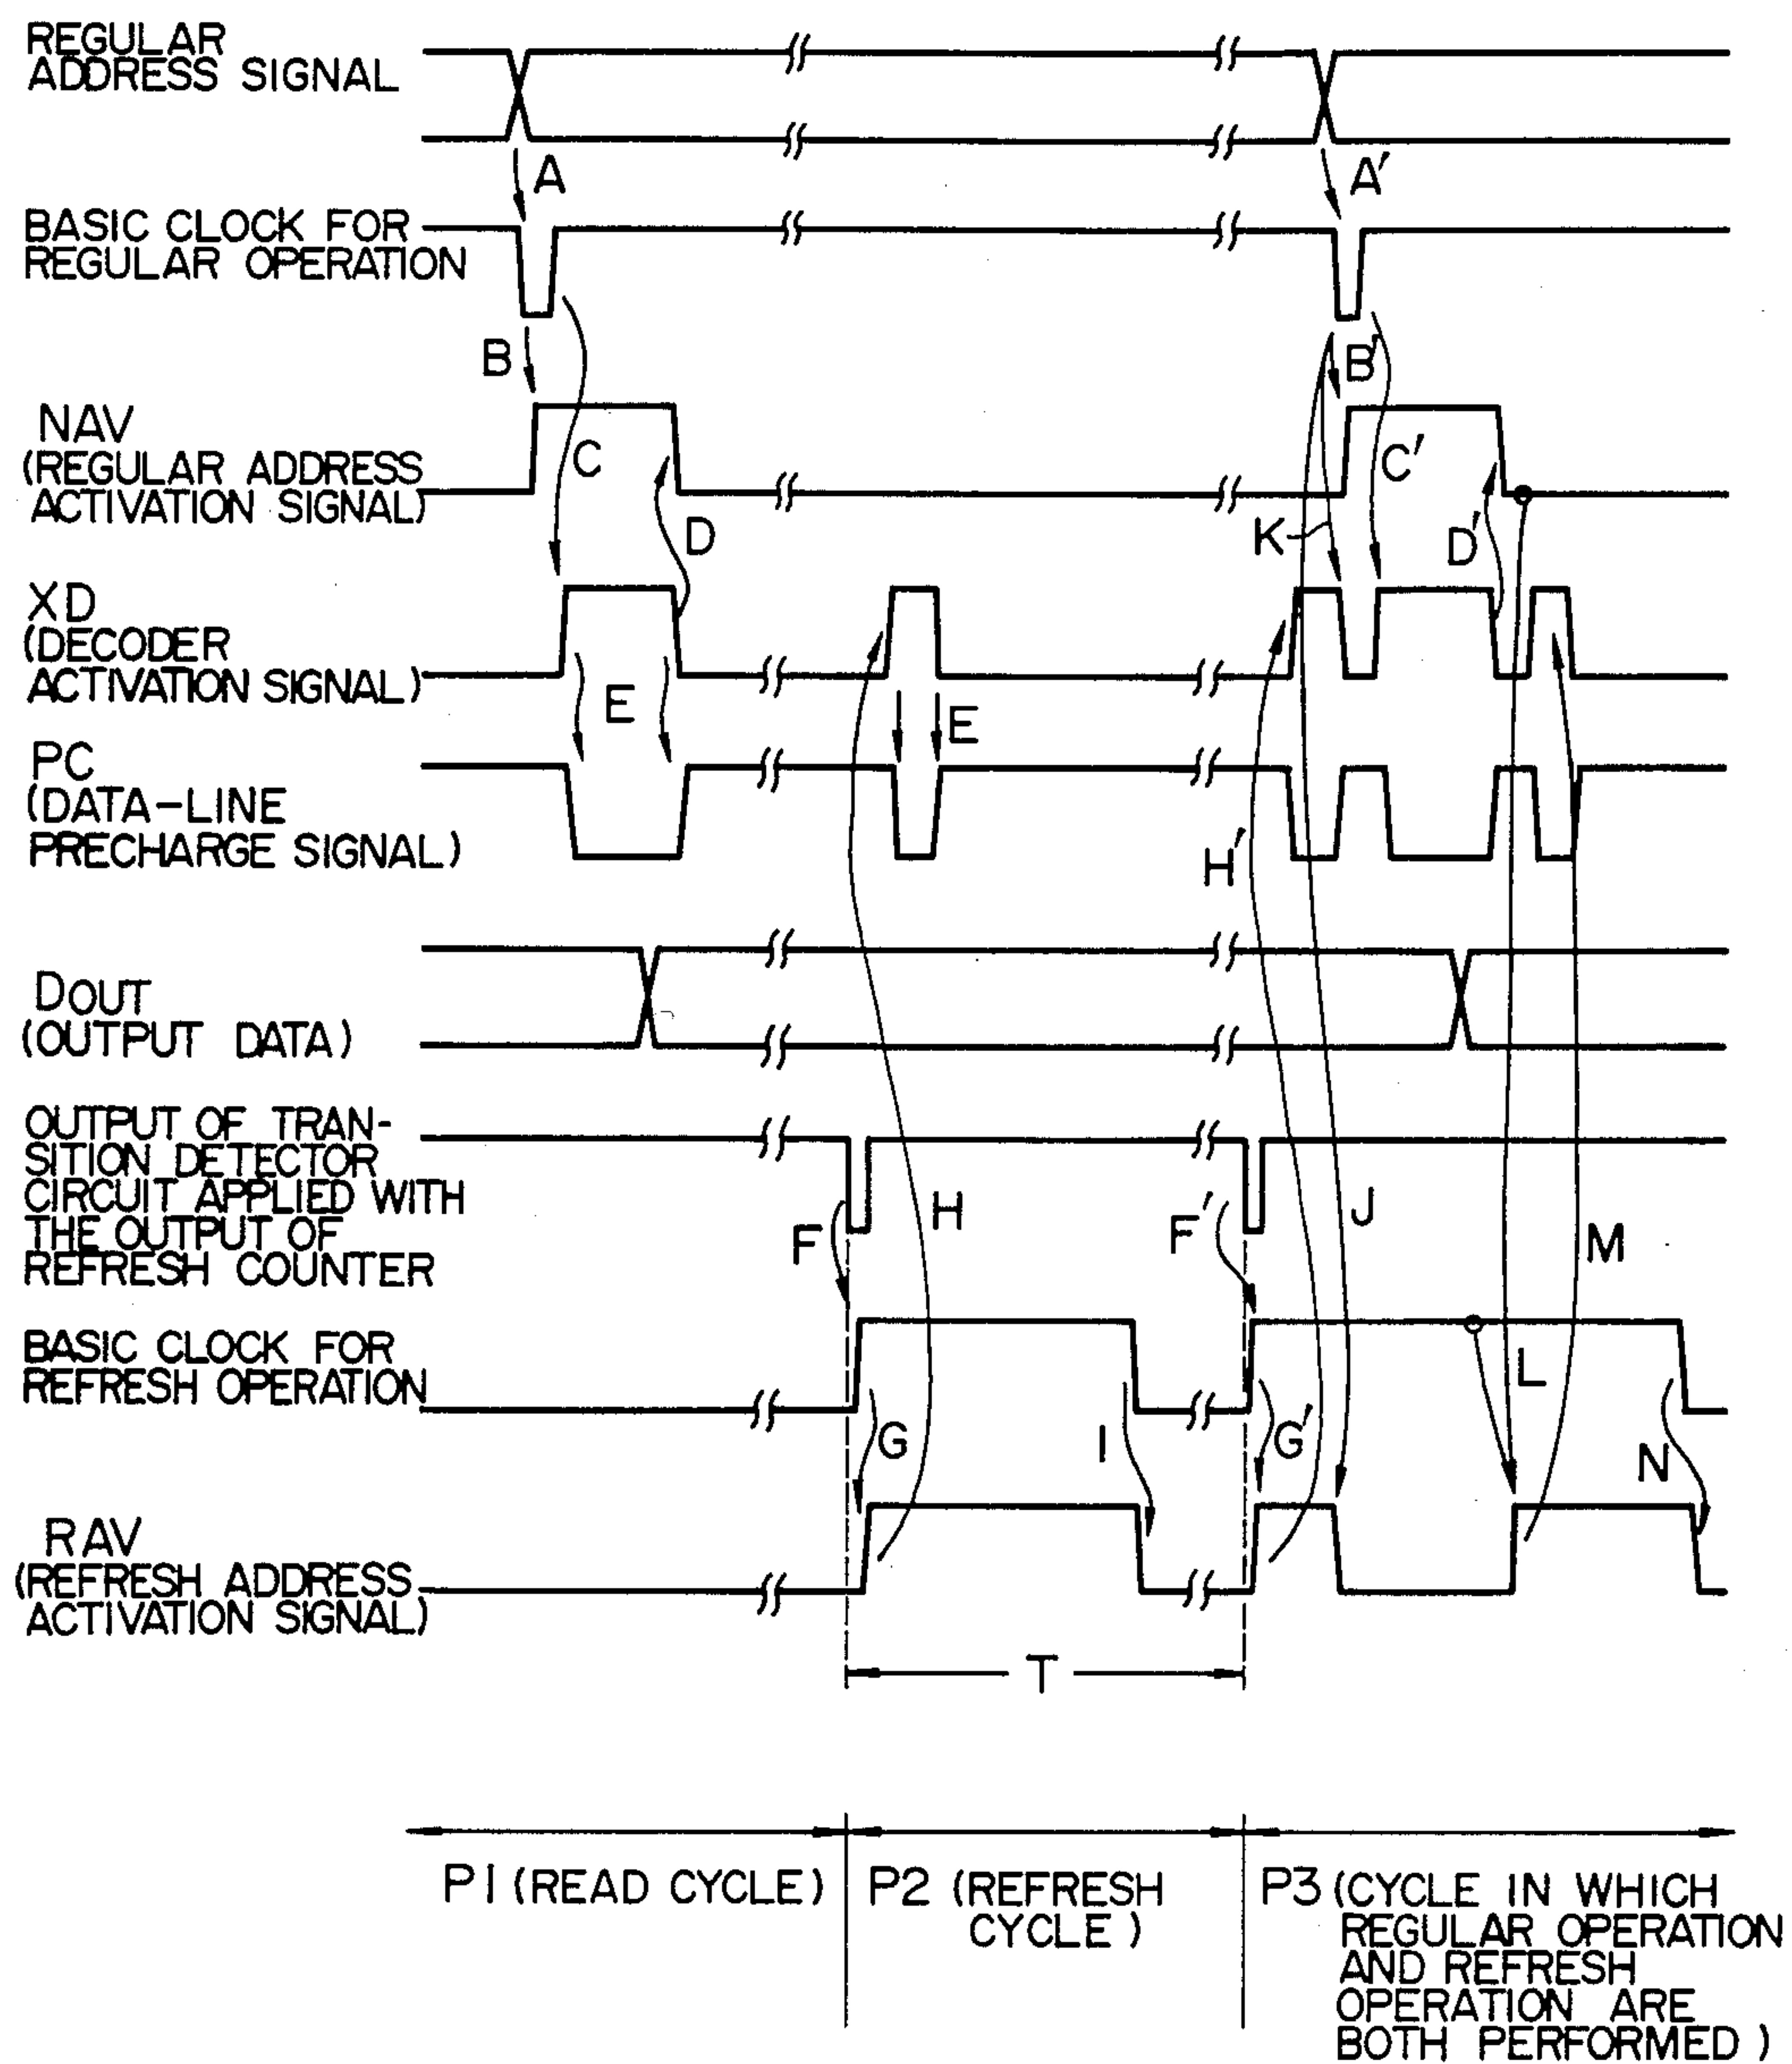 REGULAR
ADDRESS SIGNAL
A
A'
BASIC CLOCK FOR
REGULAR OPERATION
B
B'
NAV
(REGULAR ADDRESS
ACTIVATION SIGNAL)
C
C'
D
K
D'
XD
(DECODER
ACTIVATION SIGNAL)
E
E
PC
(DATA-LINE
PRECHARGE SIGNAL)
H'
DOUT
(OUTPUT DATA)
OUTPUT OF TRAN-
SITION DETECTOR
CIRCUIT APPLIED WITH
THE OUTPUT OF
REFRESH COUNTER
F
H
F'
J
M
BASIC CLOCK FOR
REFRESH OPERATION
G
I
G'
L
N
RAV
(REFRESH ADDRESS
ACTIVATION SIGNAL)
T
P1 (READ CYCLE)
P2 (REFRESH
CYCLE)
P3 (CYCLE IN WHICH
REGULAR OPERATION
AND REFRESH
OPERATION ARE
BOTH PERFORMED)